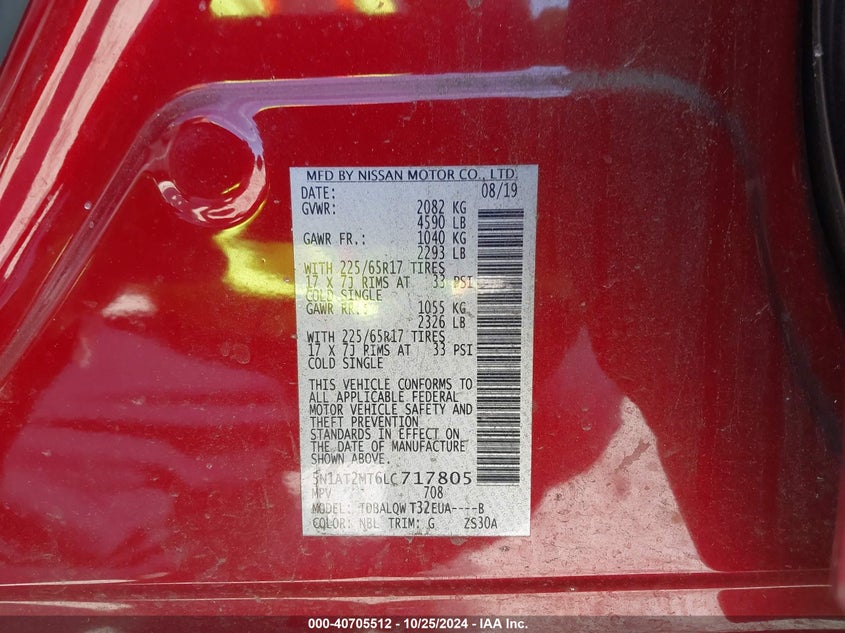 MFD BY NISSAN MOTOR CO., LTD.
DATE: 08/19
GVWR: 2082 KG
4590 LB
GAWR FR.: 1040 KG
2293 LB
WITH 225/65R17 TIRES
17 X 7J RIMS AT 33 PSI
COLD SINGLE
GAWR RR.: 1055 KG
2326 LB
WITH 225/65R17 TIRES
17 X 7J RIMS AT 33 PSI
COLD SINGLE
THIS VEHICLE CONFORMS TO
ALL APPLICABLE FEDERAL
MOTOR VEHICLE SAFETY AND
THEFT PREVENTION
STANDARDS IN EFFECT ON
THE DATE OF MANUFACTURE
SHOWN ABOVE.
5N1AT2MT6LC717805
MPV 708
MODEL: TDBALQWT32EUA----B
COLOR: NBL TRIM: G ZS30A
000-40705512 - 10/25/2024 - IAA Inc.